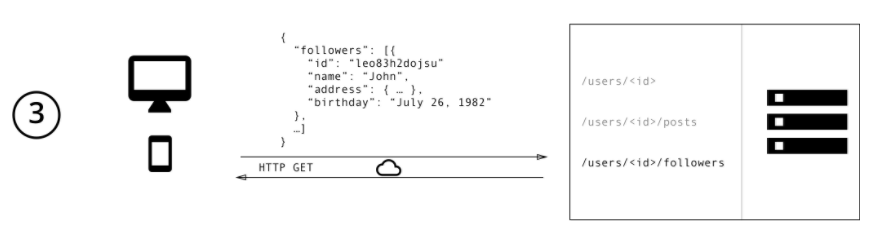 3
{
“followers”: [{
“id”: “leo83h2dojsu”
“name”: “John”,
“address”: { … },
“birthday”: “July 26, 1982”
},
…]
}
HTTP GET
/users/<id>
/users/<id>/posts
/users/<id>/followers